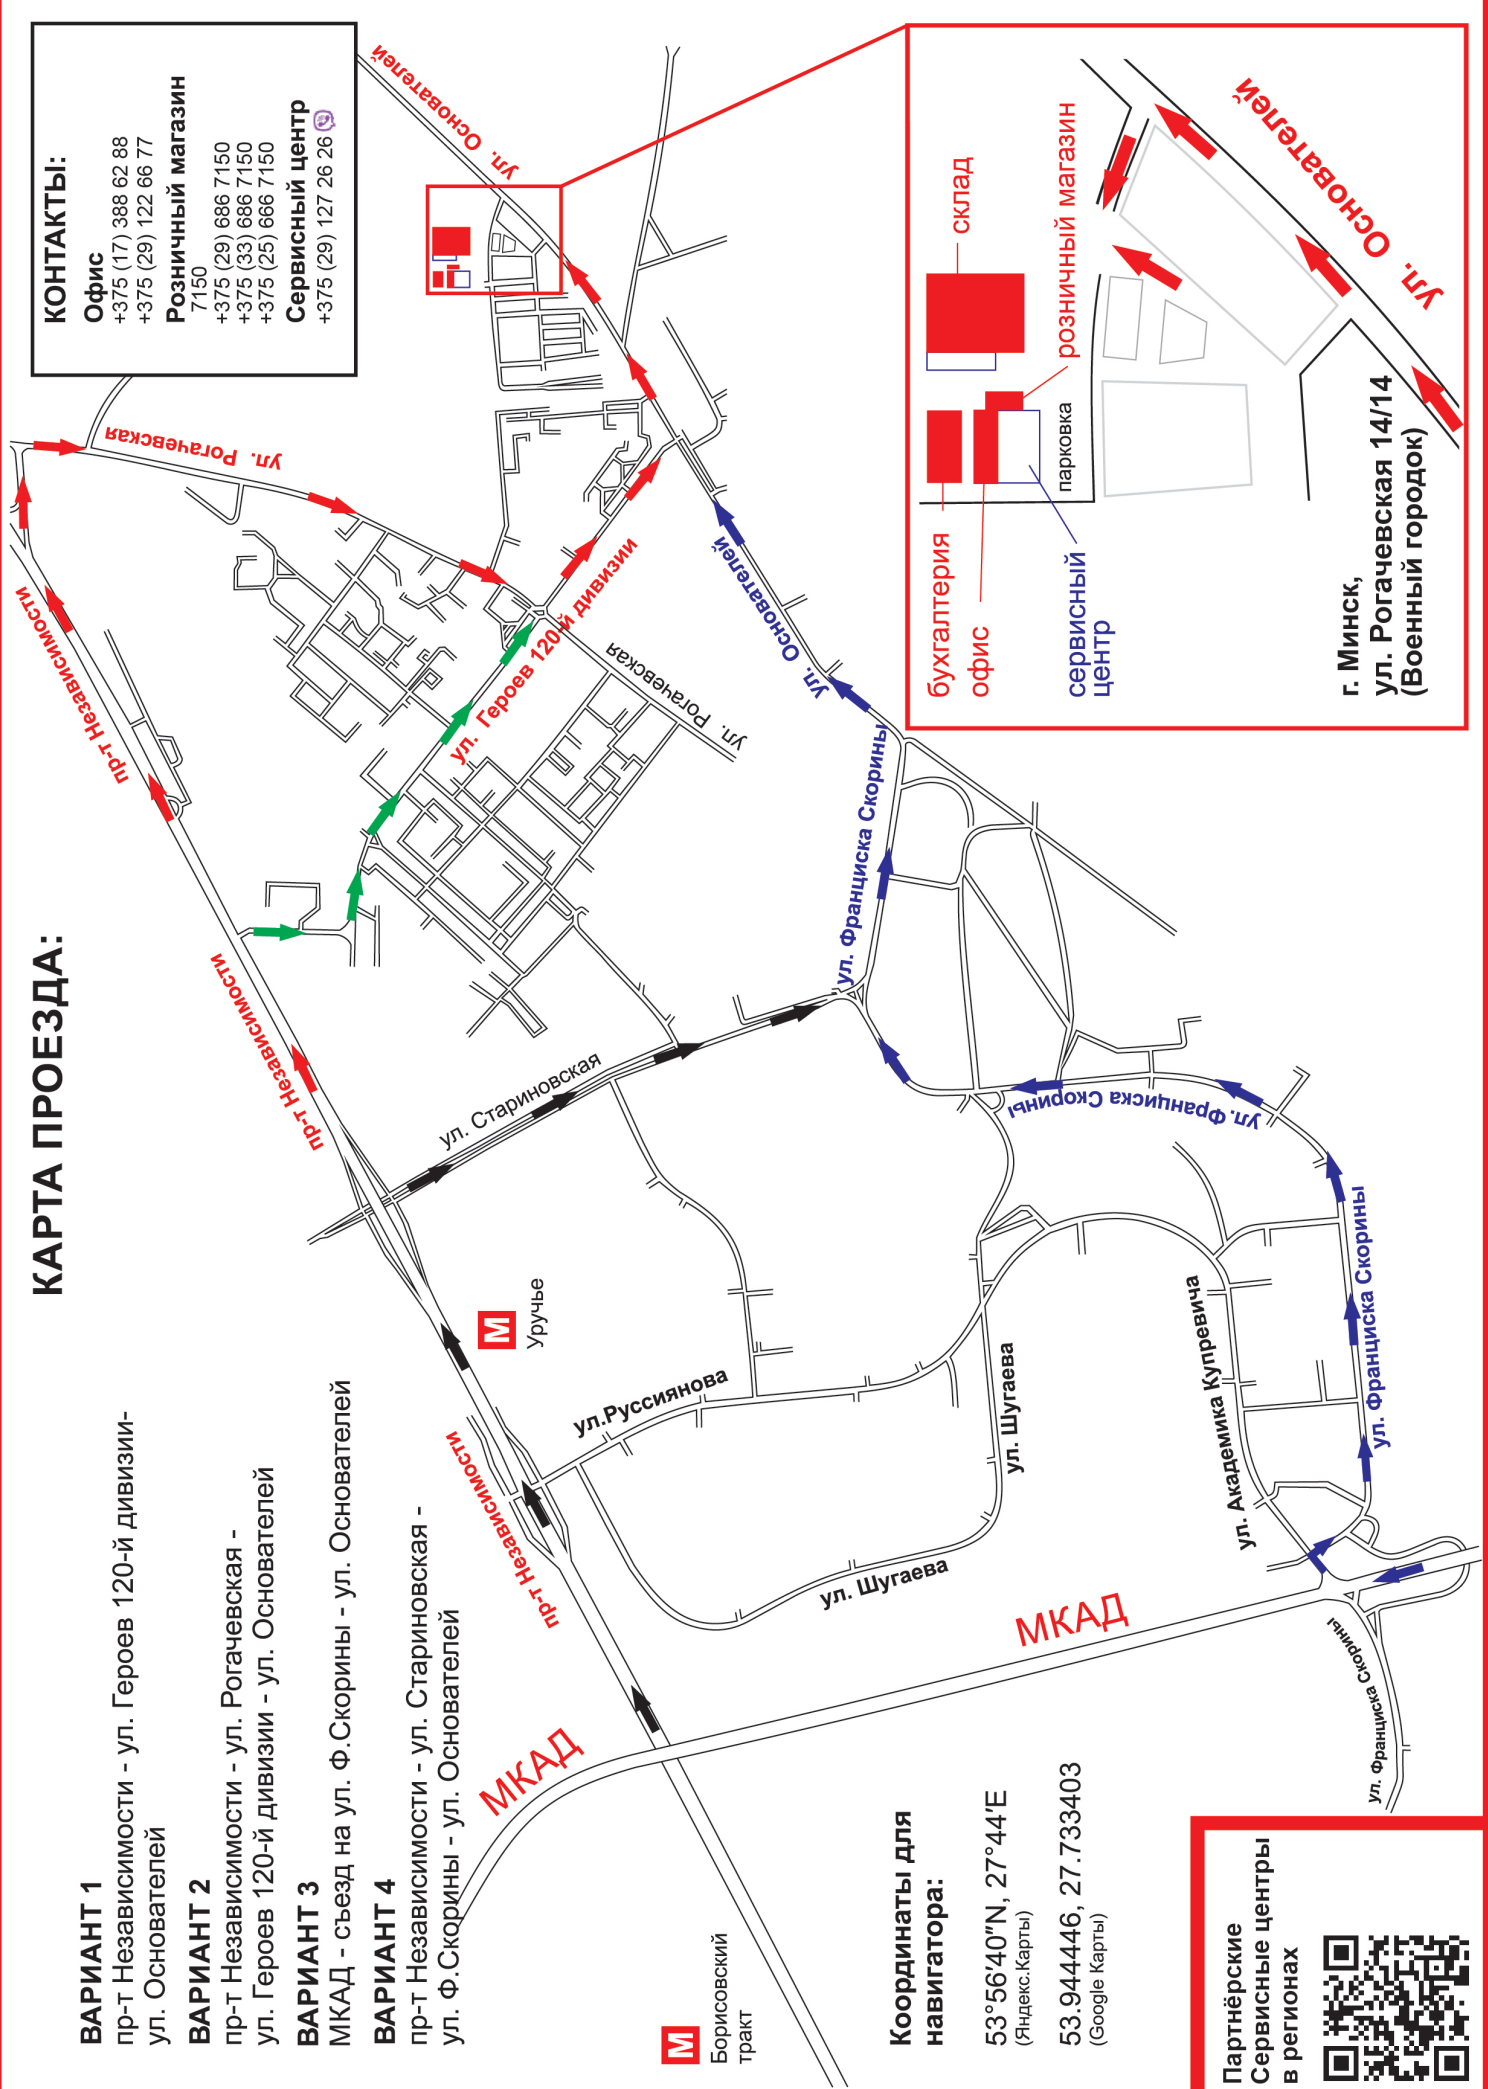 КАРТА ПРОЕЗДА:
ВАРИАНТ 1
пр-т Независимости - ул. Героев 120-й дивизии-
ул. Основателей
ВАРИАНТ 2
пр-т Независимости - ул. Рогачевская -
ул. Героев 120-й дивизии - ул. Основателей
ВАРИАНТ 3
МКАД - съезд на ул. Ф.Скорины - ул. Основателей
ВАРИАНТ 4
пр-т Независимости - ул. Стариновская -
ул. Ф.Скорины - ул. Основателей
КОНТАКТЫ:
Офис
+375 (17) 388 62 88
+375 (29) 122 66 77
Розничный магазин
7150
+375 (29) 686 7150
+375 (33) 686 7150
+375 (25) 666 7150
Сервисный центр
+375 (29) 127 26 26
пр-т Независимости
пр-т Независимости
пр-т Независимости
ул. Рогачевская
ул. Основателей
ул. Героев 120-й дивизии
ул. Рогачевская
ул. Стариновская
М
Уручье
ул.Руссиянова
ул. Основателей
ул. Франциска Скорины
ул. Франциска Скорины
ул. Франциска Скорины
ул. Шугаева
ул. Шугаева
ул. Академика Купревича
МКАД
МКАД
ул. Франциска Скорины
М
Борисовский
тракт
Координаты для
навигатора:
53°56′40″N, 27°44′E
(Яндекс.Карты)
53.944446, 27.733403
(Google Карты)
Партнёрские
Сервисные центры
в регионах
склад
розничный магазин
бухгалтерия
офис
парковка
сервисный
центр
ул. Основателей
г. Минск,
ул. Рогачевская 14/14
(Военный городок)